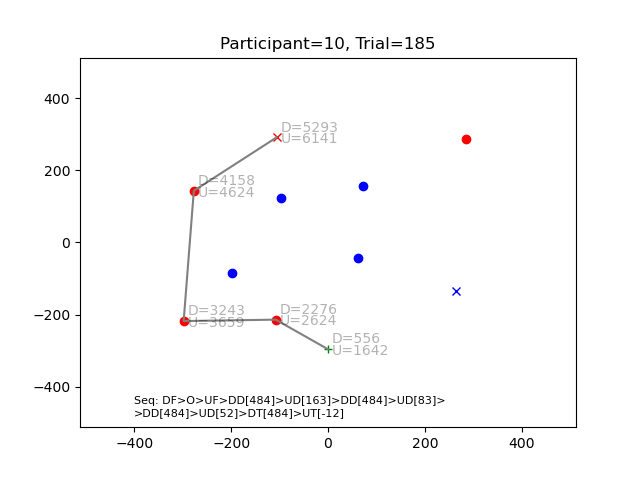 Participant=10, Trial=185
400
200
0
−200
−400
D=5293
U=6141
D=4158
U=4624
D=3243
U=3659
D=2276
U=2624
D=556
U=1642
Seq: DF>O>UF>DD[484]>UD[163]>DD[484]>UD[83]>
>DD[484]>UD[52]>DT[484]>UT[-12]
−400
−200
0
200
400